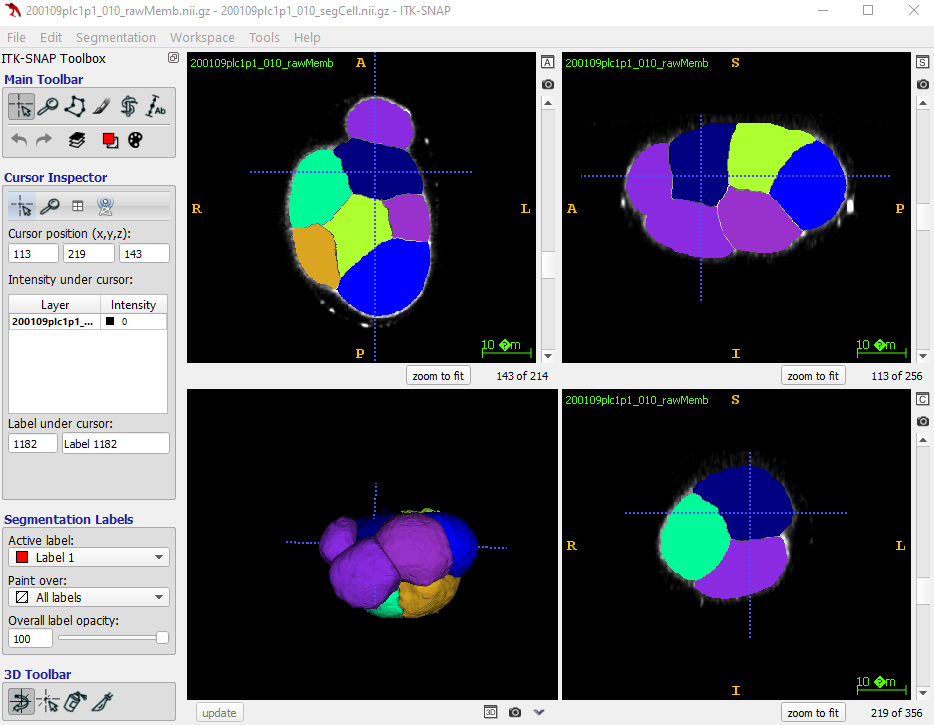 200109plc1p1_010_rawMemb.nii.gz - 200109plc1p1_010_segCell.nii.gz - ITK-SNAP
File Edit Segmentation Workspace Tools Help
ITK-SNAP Toolbox
Main Toolbar
Ab
Cursor Inspector
Cursor position (x,y,z):
113 219 143
Intensity under cursor:
Layer Intensity
200109plc1p1_... 0
Label under cursor:
1182 Label 1182
Segmentation Labels
Active label:
Label 1
Paint over:
All labels
Overall label opacity:
100
3D Toolbar
200109plc1p1_010_rawMemb
A
R
L
P
10 �m
A
zoom to fit 143 of 214
200109plc1p1_010_rawMemb
S
A
P
I
10 �m
S
zoom to fit 113 of 256
update
3D
200109plc1p1_010_rawMemb
S
R
L
I
10 �m
C
zoom to fit 219 of 356